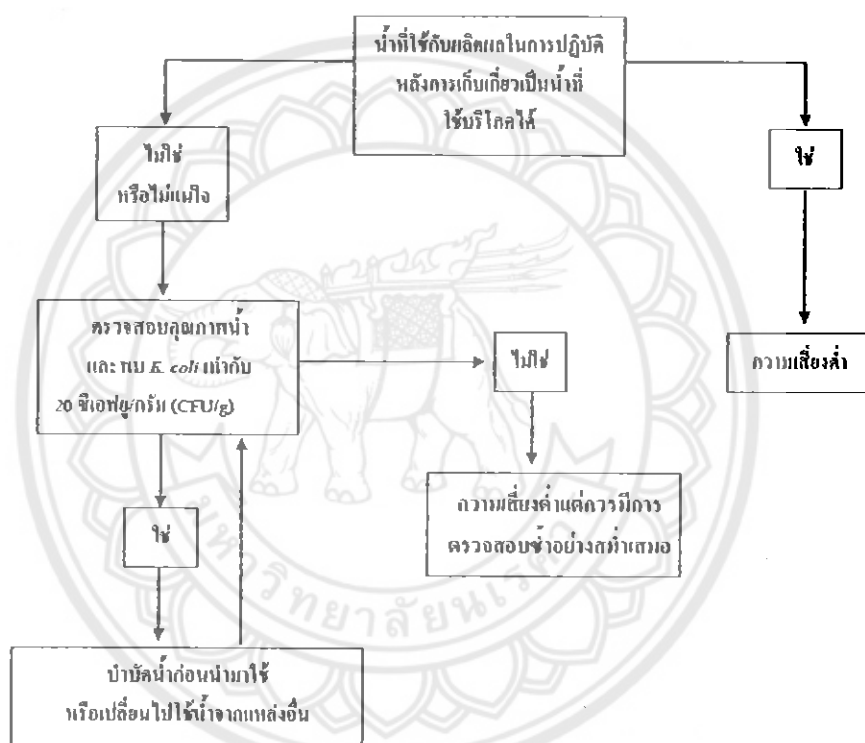 น้ำที่ใช้กับผลิตผลในการปฏิบัติ
หลังการเก็บเกี่ยวเป็นน้ำที่
ใช้บริโภคได้
ไม่ใช่
หรือไม่แน่ใจ
ใช่
ตรวจสอบคุณภาพน้ำ
และ พบ E. coli เท่ากับ
20 ซีเอฟยู/กรัม (CFU/g)
ไม่ใช่
ความเสี่ยงต่ำ
ความเสี่ยงต่ำแต่ควรมีการ
ตรวจสอบซ้ำอย่างสม่ำเสมอ
ใช่
บำบัดน้ำก่อนนำมาใช้
หรือเปลี่ยนไปใช้น้ำจากแหล่งอื่น